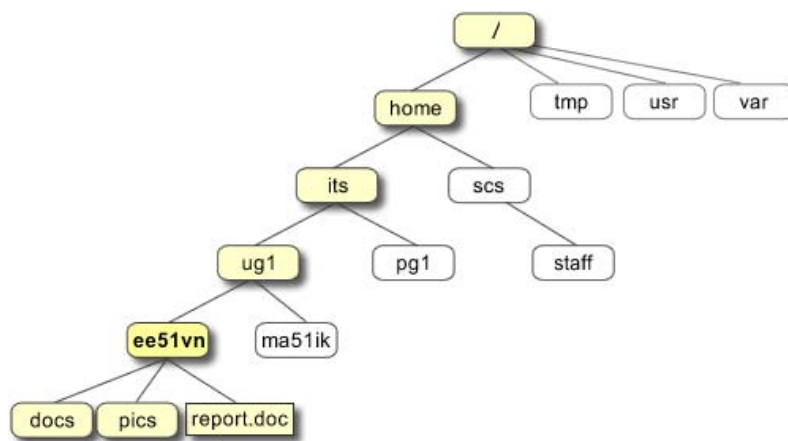 /
home
tmp
usr
var
its
scs
ug1
pg1
staff
ee51vn
ma51ik
docs
pics
report.doc